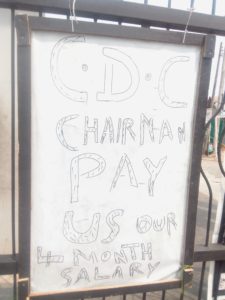 C.D.C
CHAIRMAN
PAY
US OUR
4 MONTH
SALARY